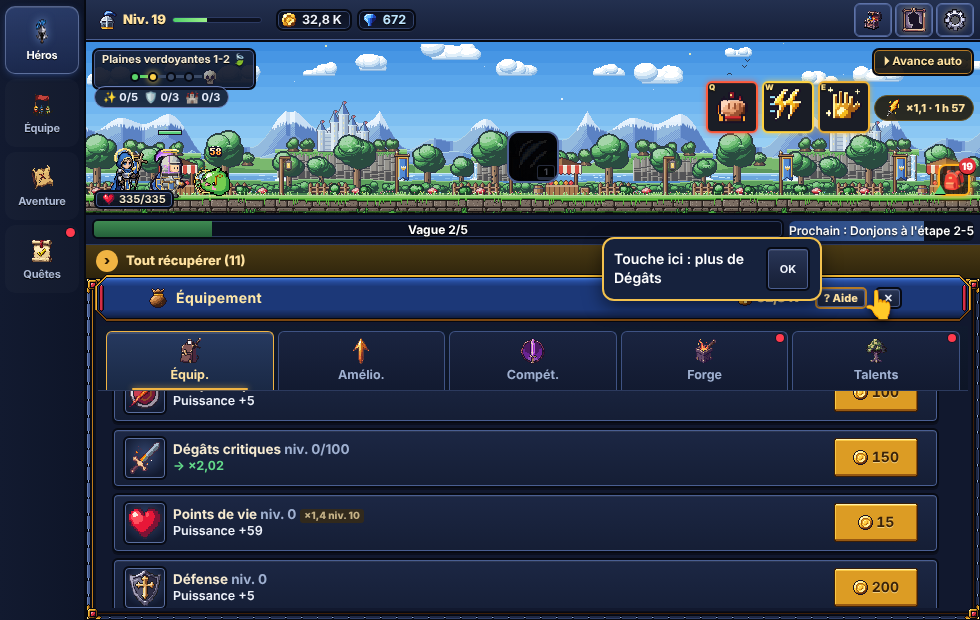 Niv. 19
32,8 K
672
Héros
Équipe
Aventure
Quêtes
Plaines verdoyantes 1-2
0/5
0/3
0/3
Avance auto
Q
W
E
×1,1 · 1 h 57
58
1
19
335/335
Vague 2/5
Prochain : Donjons à l'étape 2-5
Tout récupérer (11)
Touche ici : plus de
Dégâts
OK
Équipement
? Aide
×
Équip.
Amélio.
Compét.
Forge
Talents
Puissance +5
100
Dégâts critiques niv. 0/100
→ ×2,02
150
Points de vie niv. 0 ×1,4 niv. 10
Puissance +59
15
Défense niv. 0
Puissance +5
200